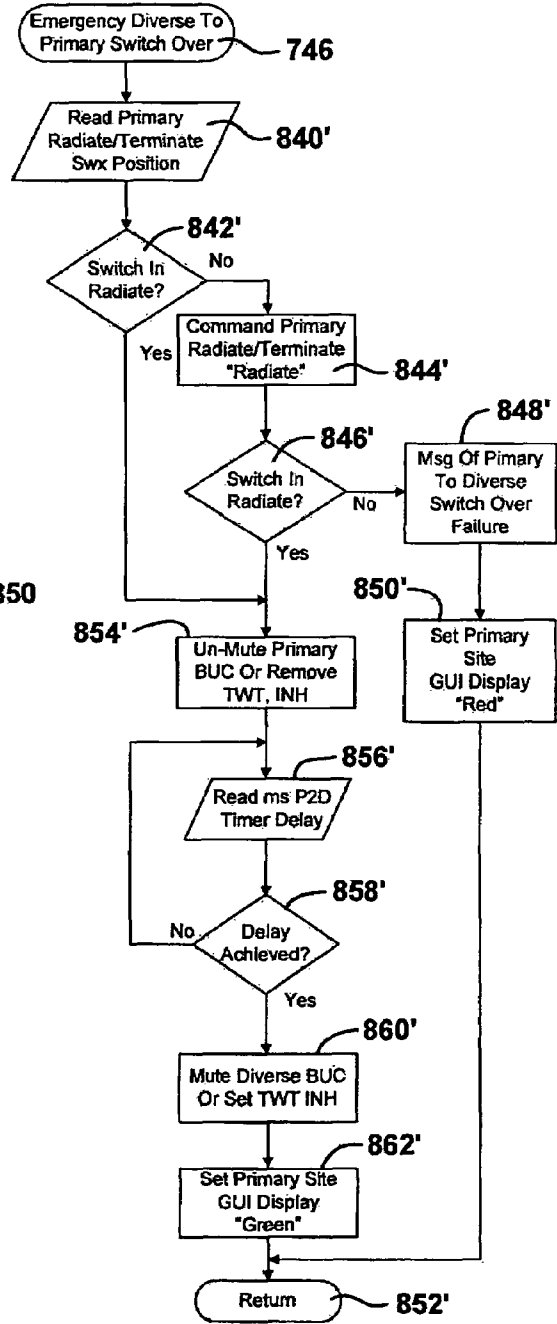 Emergency Diverse To
Primary Switch Over
746
Read Primary
Radiate/Terminate
Swx Position
840'
842'
Switch In
Radiate?
No
Yes
Command Primary
Radiate/Terminate
"Radiate"
844'
846'
Switch In
Radiate?
No
Yes
848'
Msg Of Pimary
To Diverse
Switch Over
Failure
850
850'
Set Primary
Site
GUI Display
"Red"
854'
Un-Mute Primary
BUC Or Remove
TWT, INH
856'
Read ms P2D
Timer Delay
858'
Delay
Achieved?
No
Yes
860'
Mute Diverse BUC
Or Set TWT INH
862'
Set Primary Site
GUI Display
"Green"
Return
852'